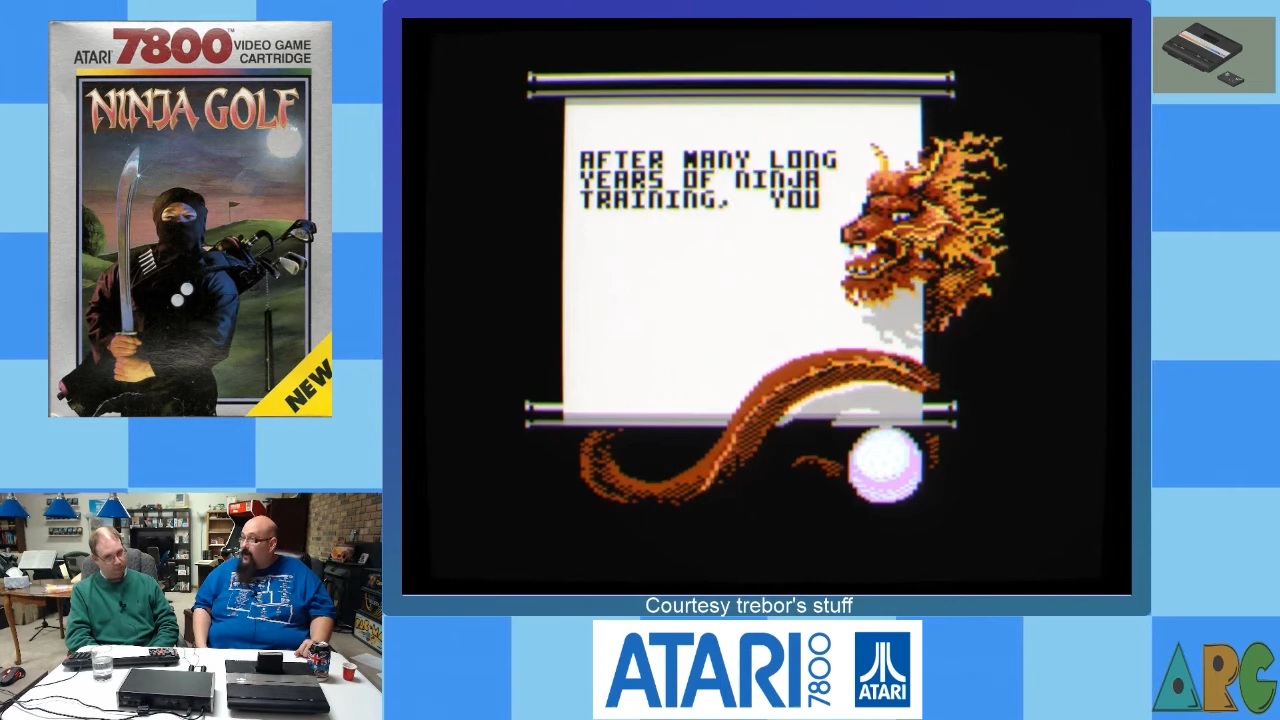 ATARI 7800™ VIDEO GAME
CARTRIDGE
NINJA GOLF
NEW
AFTER MANY LONG
YEARS OF NINJA
TRAINING, YOU
Courtesy trebor's stuff
ATARI 7800
ATARI
ARC